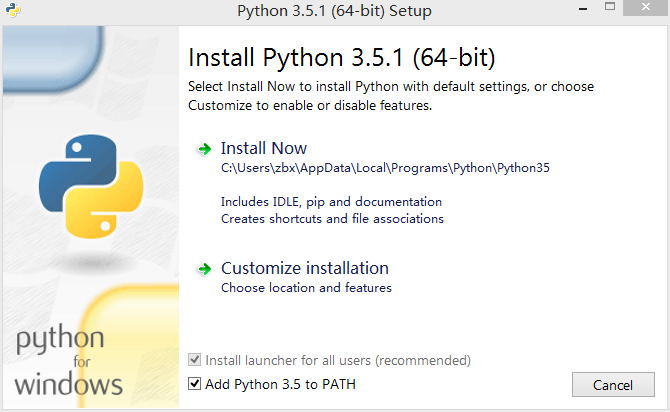 Python 3.5.1 (64-bit) Setup
Install Python 3.5.1 (64-bit)
Select Install Now to install Python with default settings, or choose
Customize to enable or disable features.
Install Now
C:\Users\zbx\AppData\Local\Programs\Python\Python35
Includes IDLE, pip and documentation
Creates shortcuts and file associations
Customize installation
Choose location and features
python
for
windows
Install launcher for all users (recommended)
Add Python 3.5 to PATH
Cancel